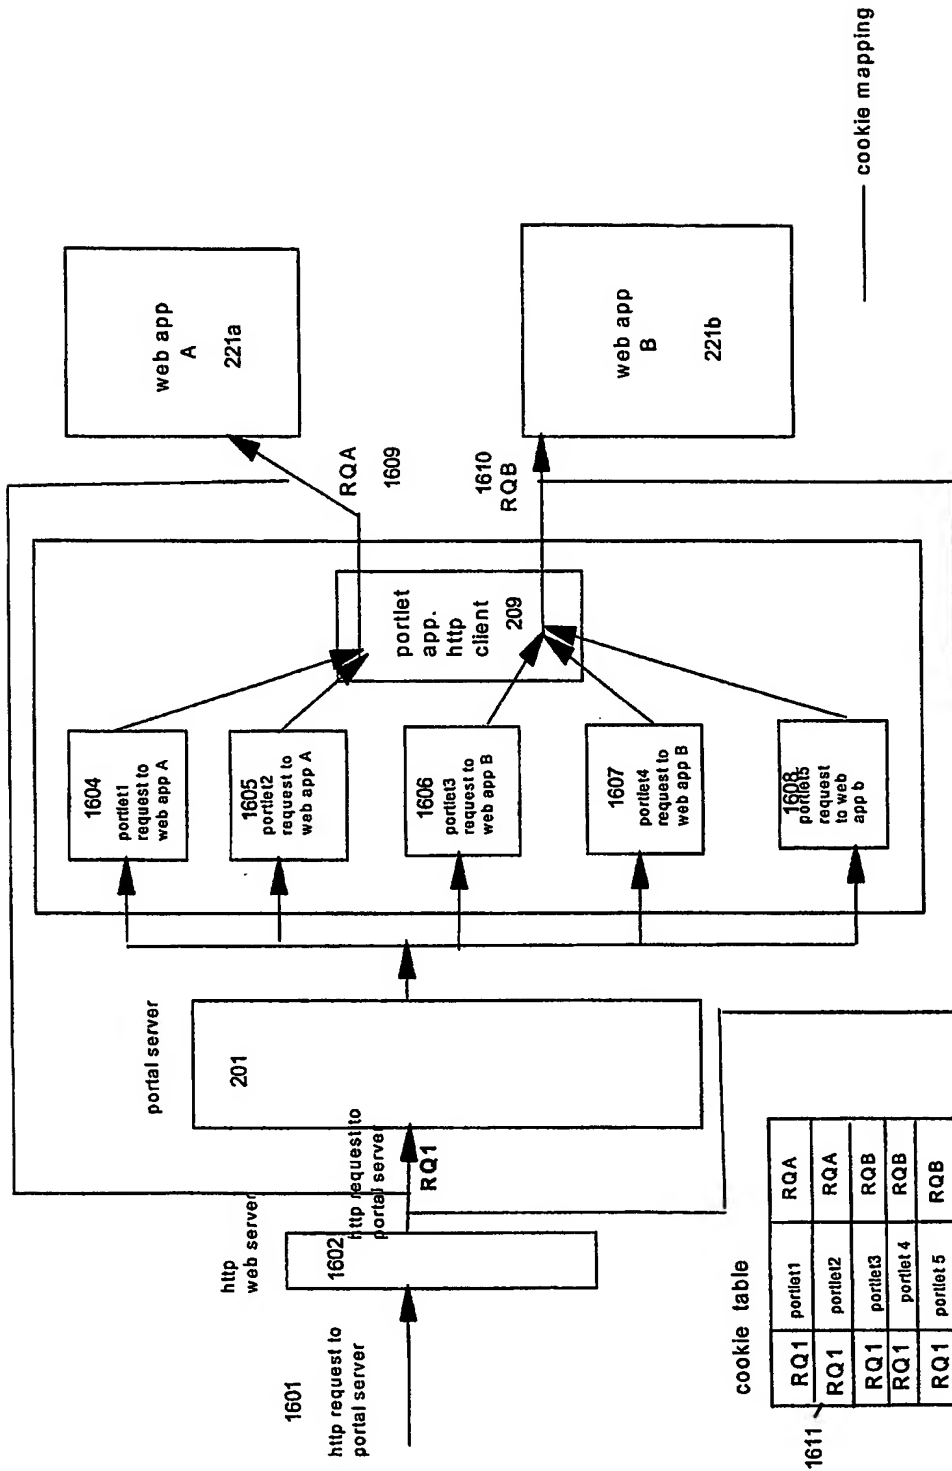 1601
http request to
portal server
http
web server
1602
http request to
portal server
RQ1
portal server
201
1604
portlet1
request to
web app A
1605
portlet2
request to
web app A
1606
portlet3
request to
web app B
1607
portlet4
request to
web app B
1608
portlet5
request
to web
app b
portlet
app.
http
client
209
RQA
1609
1610
RQB
web app
A
221a
web app
B
221b
cookie mapping
cookie table
1611
RQ1 portlet1 RQA
RQ1 portlet2 RQA
RQ1 portlet3 RQB
RQ1 portlet 4 RQB
RQ1 portlet 5 RQB